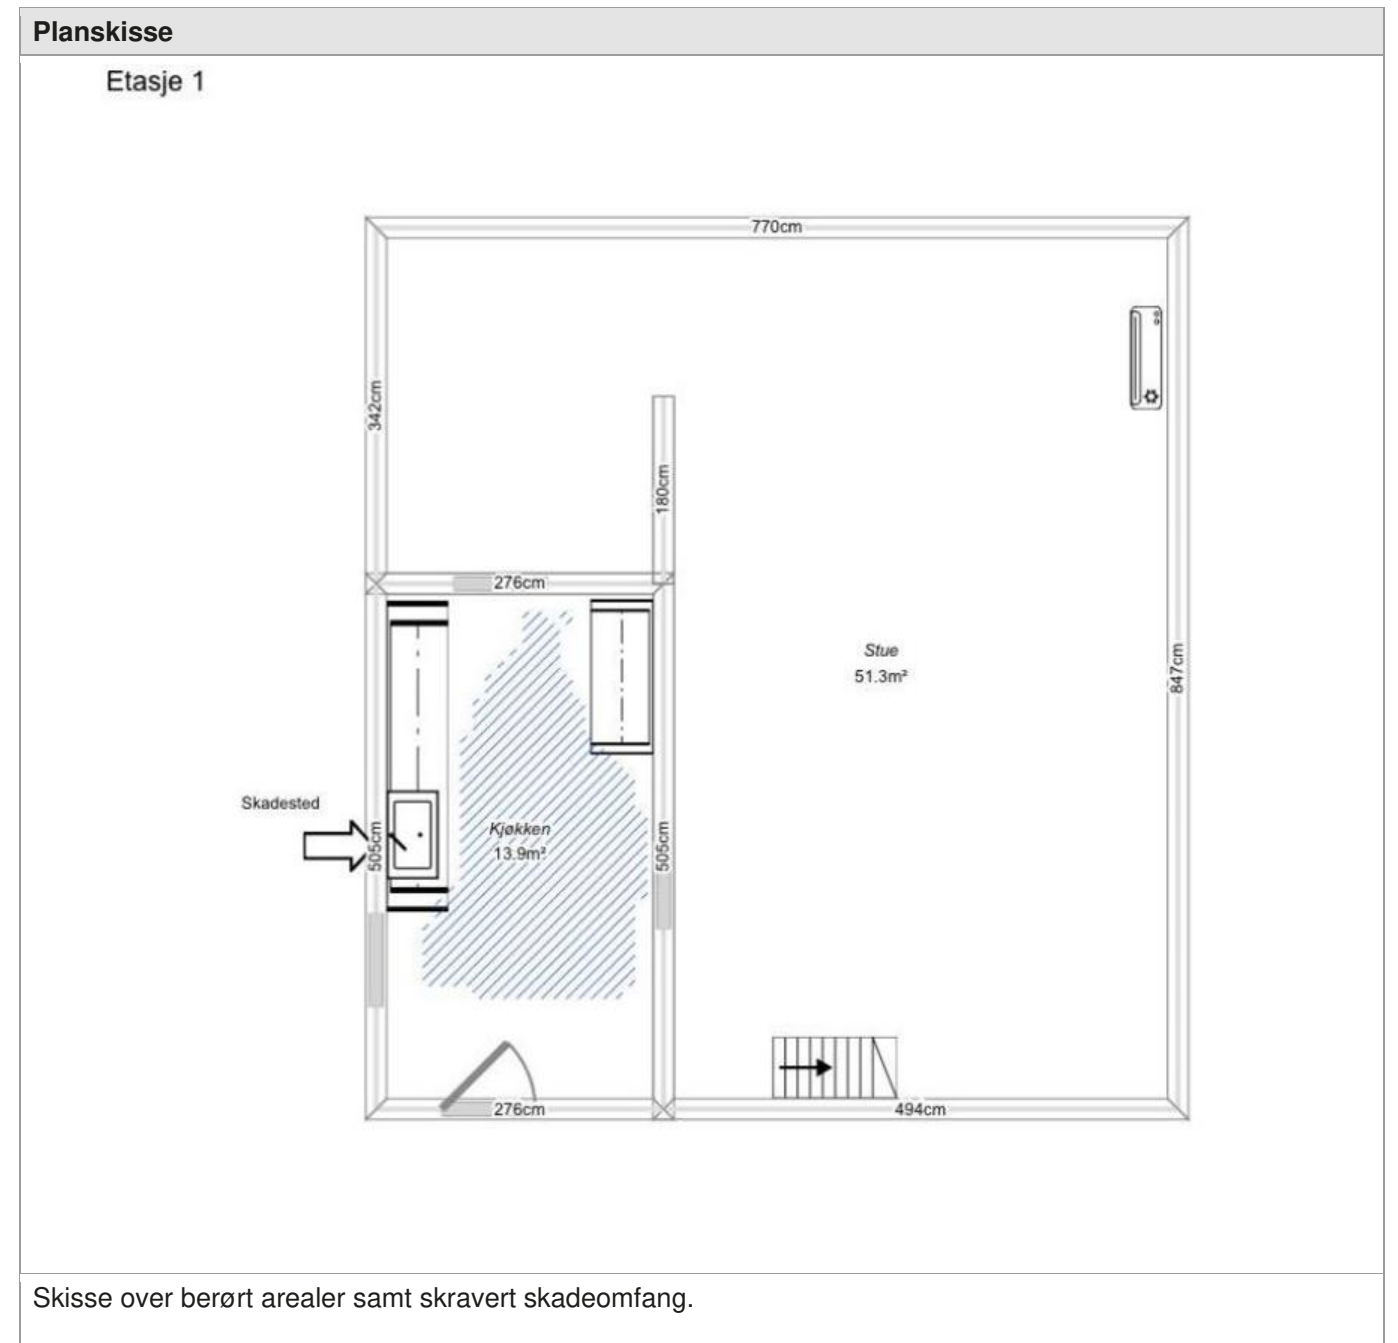 Planskisse
Etasje 1
770cm
342cm
180cm
276cm
Stue
51.3m²
847cm
Skadested
505cm
Kjøkken
13.9m²
505cm
276cm
494cm
Skisse over berørt arealer samt skravert skadeomfang.